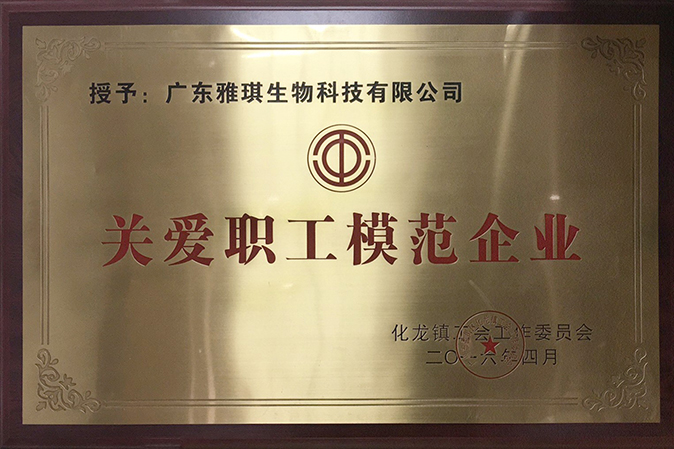 授予：广东雅琪生物科技有限公司
关爱职工模范企业
化龙镇工会工作委员会
二〇一六年四月